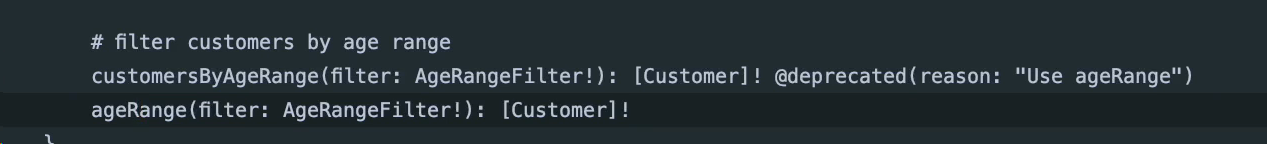 # filter customers by age range
customersByAgeRange(filter: AgeRangeFilter!): [Customer]! @deprecated(reason: "Use ageRange")
ageRange(filter: AgeRangeFilter!): [Customer]!
}